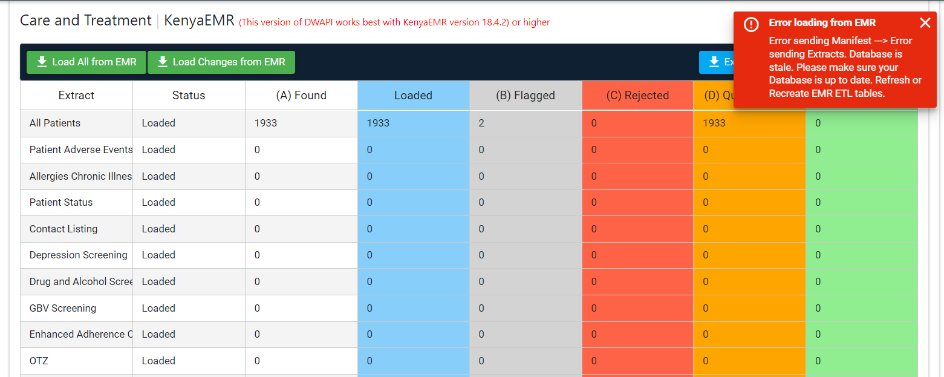 Care and Treatment | KenyaEMR (This version of DWAPI works best with KenyaEMR version 18.4.2) or higher
Error loading from EMR
Error sending Manifest ---> Error
sending Extracts. Database is
stale. Please make sure your
Database is up to date. Refresh or
Recreate EMR ETL tables.
Load All from EMR Load Changes from EMR
Extract Status (A) Found Loaded (B) Flagged (C) Rejected
All Patients Loaded 1933 1933 2 0 1933 0
Patient Adverse Events Loaded 0 0 0 0 0 0
Allergies Chronic Illnes Loaded 0 0 0 0 0 0
Patient Status Loaded 0 0 0 0 0 0
Contact Listing Loaded 0 0 0 0 0 0
Depression Screening Loaded 0 0 0 0 0 0
Drug and Alcohol Scree Loaded 0 0 0 0 0 0
GBV Screening Loaded 0 0 0 0 0 0
Enhanced Adherence C Loaded 0 0 0 0 0 0
OTZ Loaded 0 0 0 0 0 0